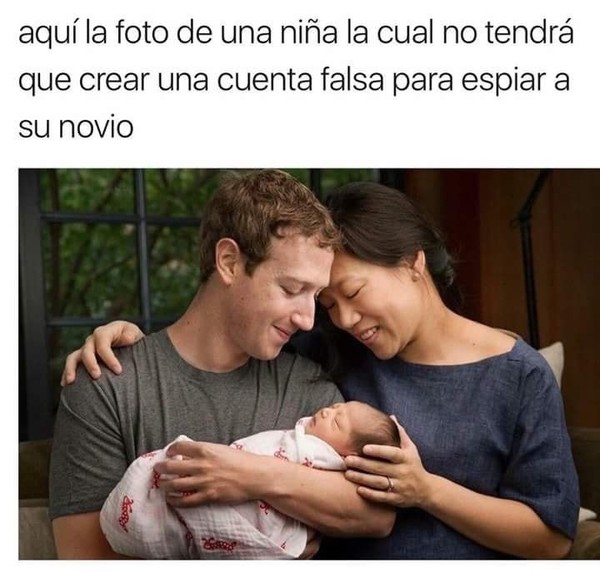 aquí la foto de una niña la cual no tendrá
que crear una cuenta falsa para espiar a
su novio